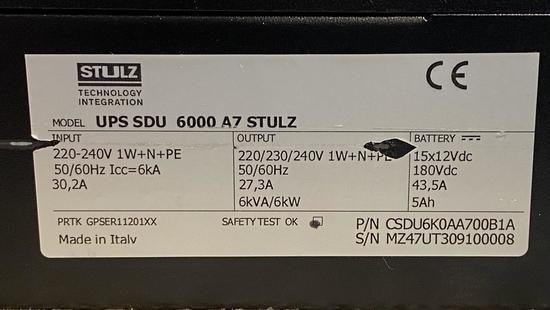 STULZ
TECHNOLOGY
INTEGRATION
CE
MODEL UPS SDU 6000 A7 STULZ
INPUT
220-240V 1W+N+PE
50/60Hz Icc=6kA
30,2A
OUTPUT
220/230/240V 1W+N+PE
50/60Hz
27,3A
6kVA/6kW
BATTERY
15x12Vdc
180Vdc
43,5A
5Ah
PRTK GPSER11201XX
SAFETY TEST OK
P/N CSDU6K0AA700B1A
Made in Italy
S/N MZ47UT309100008